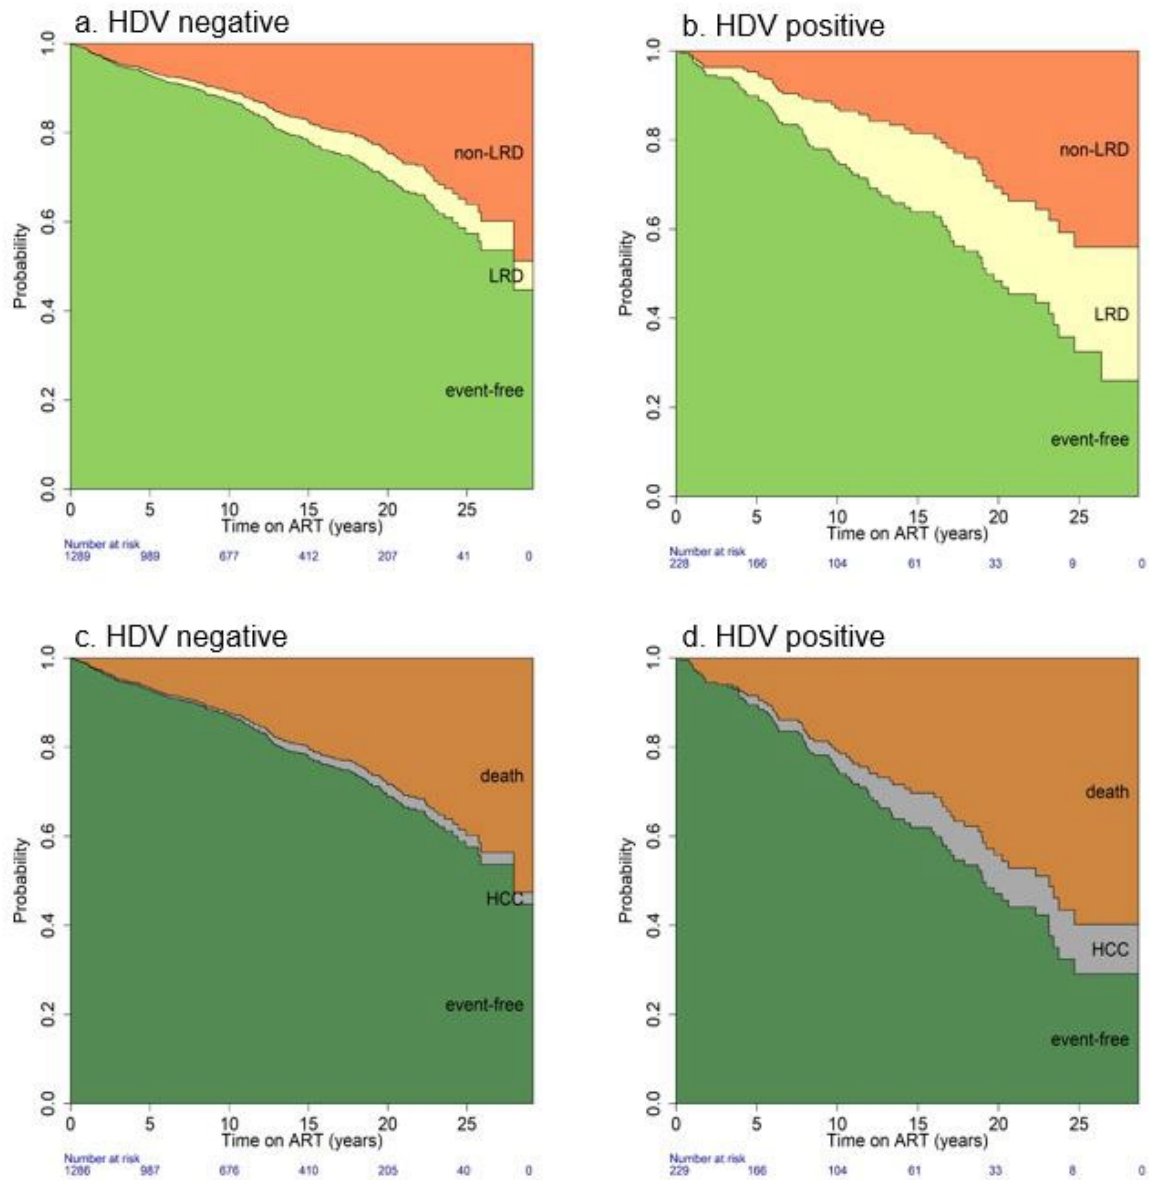 a. HDV negative
b. HDV positive
1.0
0.8
0.6
0.4
0.2
0.0
Probability
non-LRD
LRD
event-free
0 5 10 15 20 25
Time on ART (years)
Number at risk
1289 989 677 412 207 41 0
1.0
0.8
0.6
0.4
0.2
0.0
Probability
non-LRD
LRD
event-free
0 5 10 15 20 25
Time on ART (years)
Number at risk
228 166 104 61 33 9 0
c. HDV negative
d. HDV positive
1.0
0.8
0.6
0.4
0.2
0.0
Probability
death
HCC
event-free
0 5 10 15 20 25
Time on ART (years)
Number at risk
1286 987 676 410 205 40 0
1.0
0.8
0.6
0.4
0.2
0.0
Probability
death
HCC
event-free
0 5 10 15 20 25
Time on ART (years)
Number at risk
229 166 104 61 33 8 0